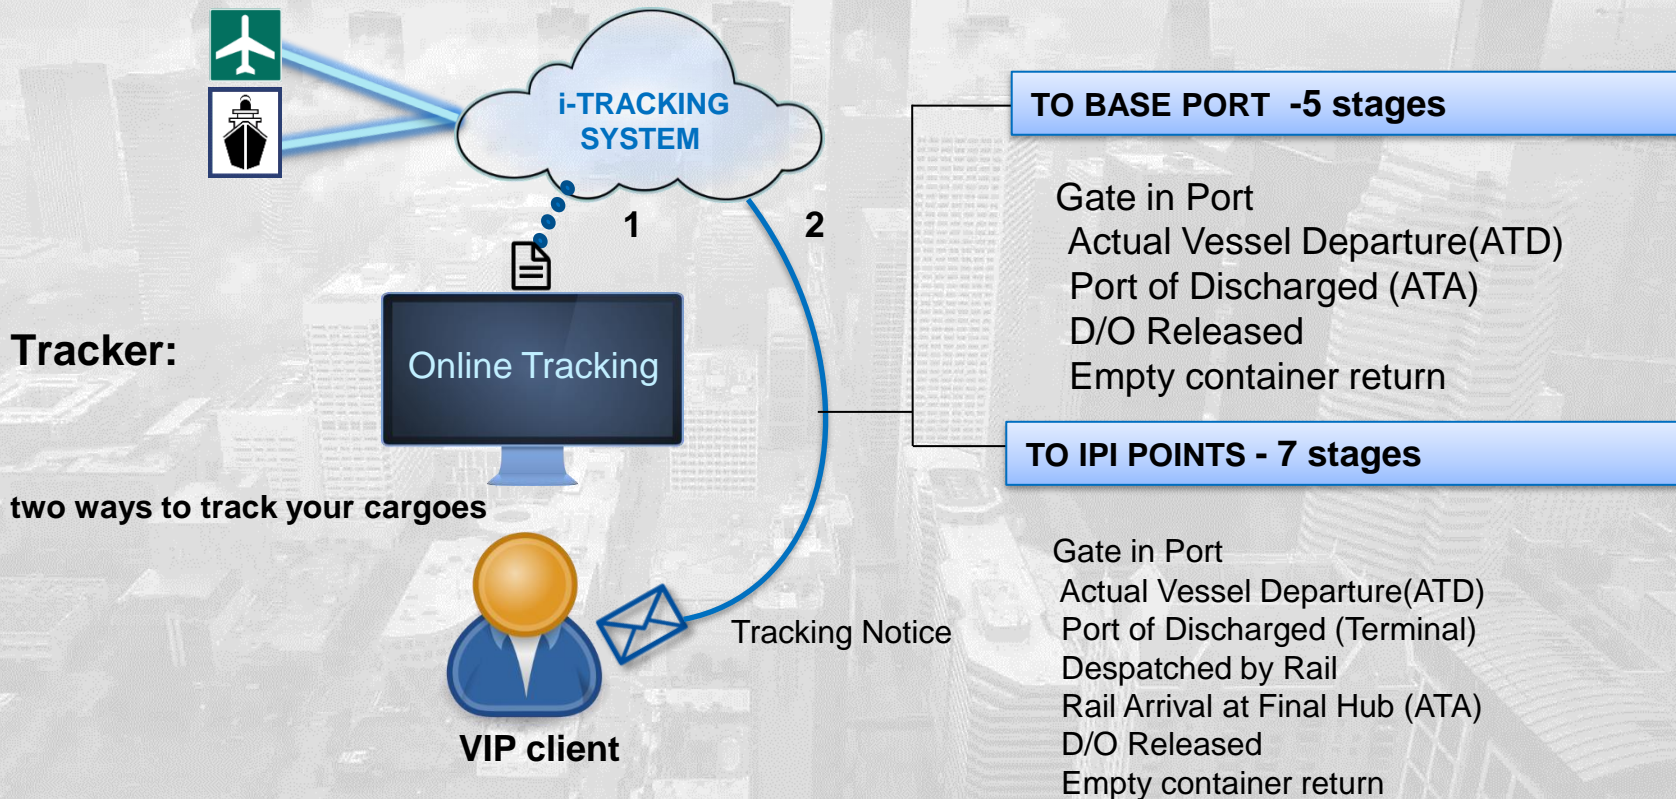 i-TRACKING
SYSTEM
1
2
Online Tracking
Tracker:
two ways to track your cargoes
Tracking Notice
VIP client
TO BASE PORT -5 stages
Gate in Port
Actual Vessel Departure(ATD)
Port of Discharged (ATA)
D/O Released
Empty container return
TO IPI POINTS - 7 stages
Gate in Port
Actual Vessel Departure(ATD)
Port of Discharged (Terminal)
Despatched by Rail
Rail Arrival at Final Hub (ATA)
D/O Released
Empty container return